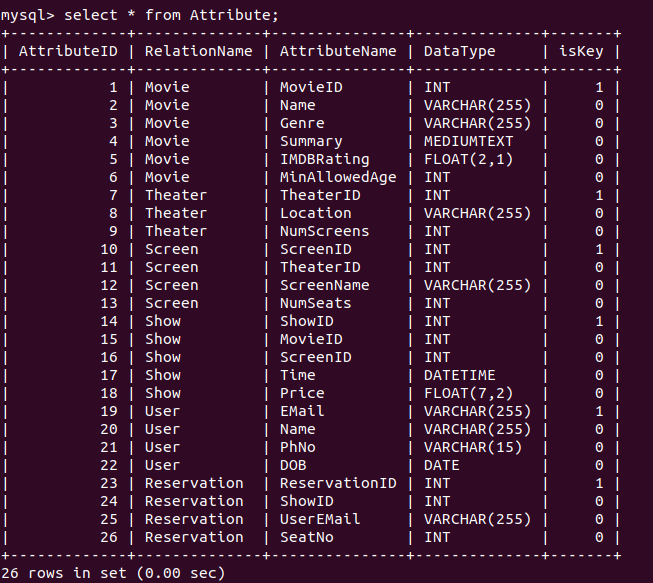 mysql> select * from Attribute;
+-------------+--------------+---------------+--------------+-------+
| AttributeID | RelationName | AttributeName | DataType     | isKey |
+-------------+--------------+---------------+--------------+-------+
|           1 | Movie        | MovieID       | INT          |     1 |
|           2 | Movie        | Name          | VARCHAR(255) |     0 |
|           3 | Movie        | Genre         | VARCHAR(255) |     0 |
|           4 | Movie        | Summary       | MEDIUMTEXT   |     0 |
|           5 | Movie        | IMDBRating    | FLOAT(2,1)   |     0 |
|           6 | Movie        | MinAllowedAge | INT          |     0 |
|           7 | Theater      | TheaterID     | INT          |     1 |
|           8 | Theater      | Location      | VARCHAR(255) |     0 |
|           9 | Theater      | NumScreens    | INT          |     0 |
|          10 | Screen       | ScreenID      | INT          |     1 |
|          11 | Screen       | TheaterID     | INT          |     0 |
|          12 | Screen       | ScreenName    | VARCHAR(255) |     0 |
|          13 | Screen       | NumSeats      | INT          |     0 |
|          14 | Show         | ShowID        | INT          |     1 |
|          15 | Show         | MovieID       | INT          |     0 |
|          16 | Show         | ScreenID      | INT          |     0 |
|          17 | Show         | Time          | DATETIME     |     0 |
|          18 | Show         | Price         | FLOAT(7,2)   |     0 |
|          19 | User         | EMail         | VARCHAR(255) |     1 |
|          20 | User         | Name          | VARCHAR(255) |     0 |
|          21 | User         | PhNo          | VARCHAR(15)  |     0 |
|          22 | User         | DOB           | DATE         |     0 |
|          23 | Reservation  | ReservationID | INT          |     1 |
|          24 | Reservation  | ShowID        | INT          |     0 |
|          25 | Reservation  | UserEMail     | VARCHAR(255) |     0 |
|          26 | Reservation  | SeatNo        | INT          |     0 |
+-------------+--------------+---------------+--------------+-------+
26 rows in set (0.00 sec)